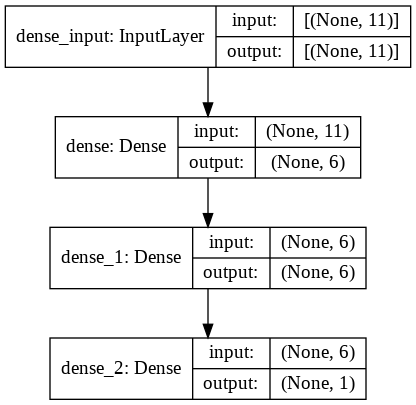 dense_input: InputLayer
input: [(None, 11)]
output: [(None, 11)]
dense: Dense
input: (None, 11)
output: (None, 6)
dense_1: Dense
input: (None, 6)
output: (None, 6)
dense_2: Dense
input: (None, 6)
output: (None, 1)